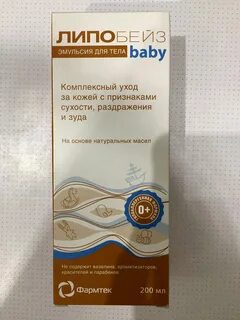 ЛИПОБЕЙЗ
ЭМУЛЬСИЯ ДЛЯ ТЕЛА
baby
Комплексный уход
за кожей с признаками
сухости, раздражения
и зуда
На основе натуральных масел
0+
Не содержит вазелина, ароматизаторов,
красителей и парабенов
Фармтек
200 мл